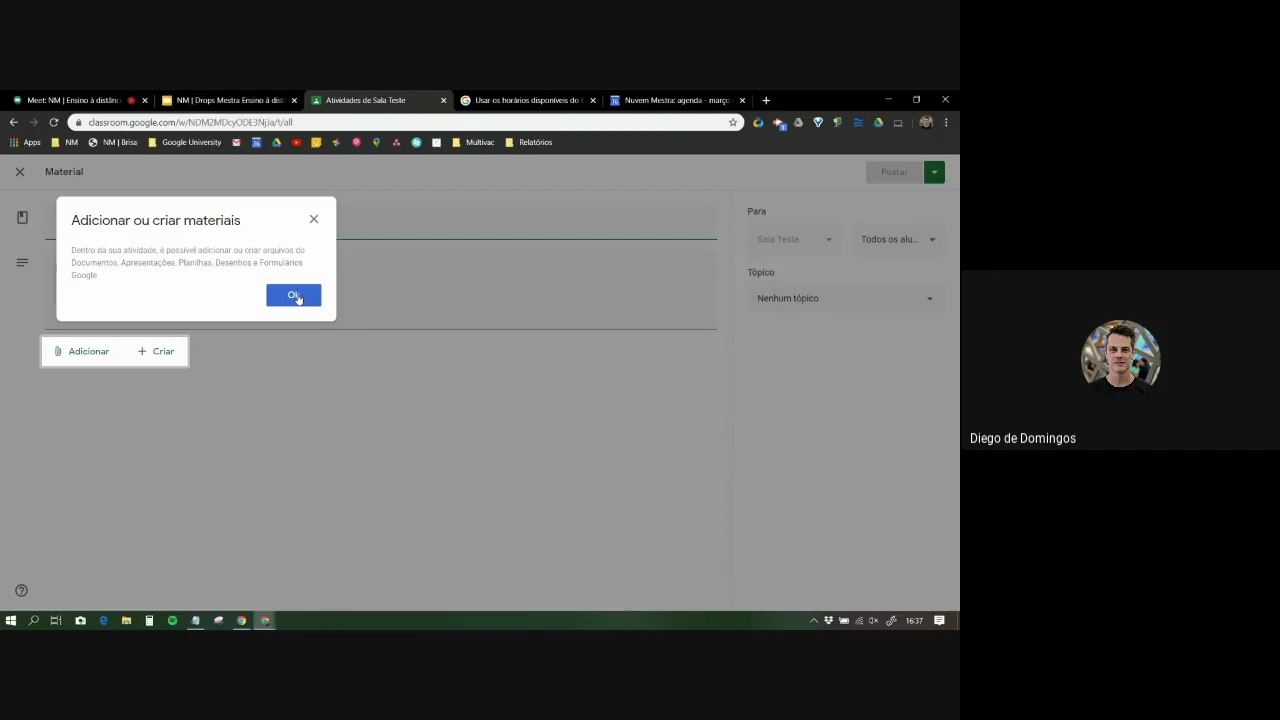 Meet: NM | Ensino à distânc
NM | Drops Mestra Ensino à dist
Atividades de Sala Teste
Usar os horários disponíveis do
Nuvem Mestra: agenda - março
classroom.google.com/w/NDM2MDcyODE3NjJa/t/all
Apps
NM
NM | Brisa
Google University
Multivac
Relatórios
Material
Postar
Adicionar ou criar materiais
Dentro da sua atividade, é possível adicionar ou criar arquivos do
Documentos, Apresentações, Planilhas, Desenhos e Formulários
Google
Ok
Adicionar
Criar
Para
Sala Teste
Todos os alu...
Tópico
Nenhum tópico
Diego de Domingos
16:37